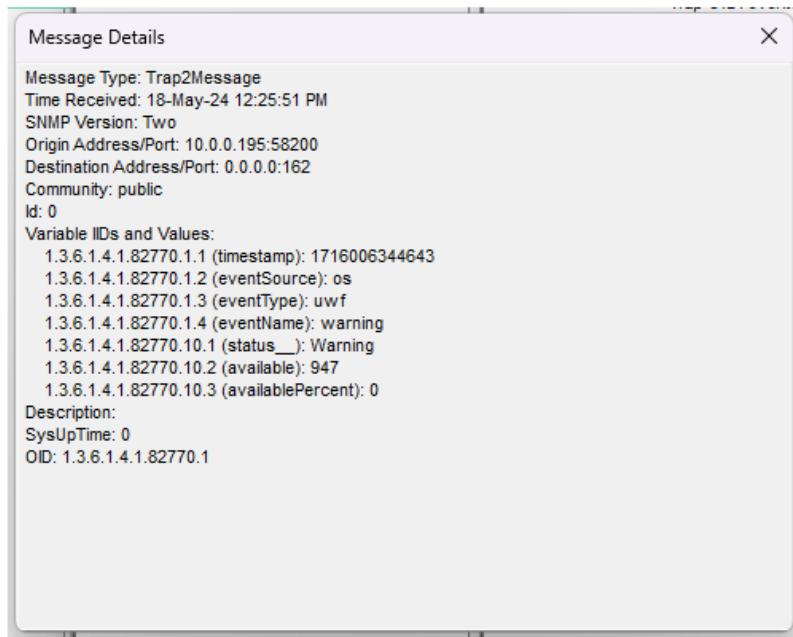 Message Details
Message Type: Trap2Message
Time Received: 18-May-24 12:25:51 PM
SNMP Version: Two
Origin Address/Port: 10.0.0.195:58200
Destination Address/Port: 0.0.0.0:162
Community: public
Id: 0
Variable IIDs and Values:
1.3.6.1.4.1.82770.1.1 (timestamp): 1716006344643
1.3.6.1.4.1.82770.1.2 (eventSource): os
1.3.6.1.4.1.82770.1.3 (eventType): uwf
1.3.6.1.4.1.82770.1.4 (eventName): warning
1.3.6.1.4.1.82770.10.1 (status__): Warning
1.3.6.1.4.1.82770.10.2 (available): 947
1.3.6.1.4.1.82770.10.3 (availablePercent): 0
Description:
SysUpTime: 0
OID: 1.3.6.1.4.1.82770.1